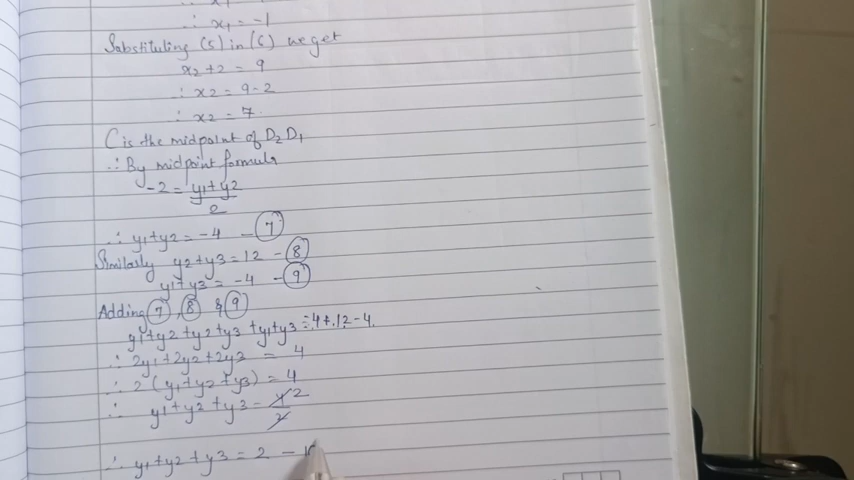 ∴ x₁ = -1
Substituting (5) in (6) we get
x₂ + 2 = 9
∴ x₂ = 9 - 2
∴ x₂ = 7.
C is the midpoint of D₂D₁
∴ By midpoint formula
-2 = (y₁ + y₂)/2
∴ y₁ + y₂ = -4 - (7)
Similarly y₂ + y₃ = 12 - (8)
y₁ + y₃ = -4 - (9)
Adding (7), (8) & (9)
y₁ + y₂ + y₂ + y₃ + y₁ + y₃ = -4 + 12 - 4.
∴ 2y₁ + 2y₂ + 2y₃ = 4
∴ 2(y₁ + y₂ + y₃) = 4
∴ y₁ + y₂ + y₃ = 4/2 2
∴ y₁ + y₂ + y₃ = 2 -